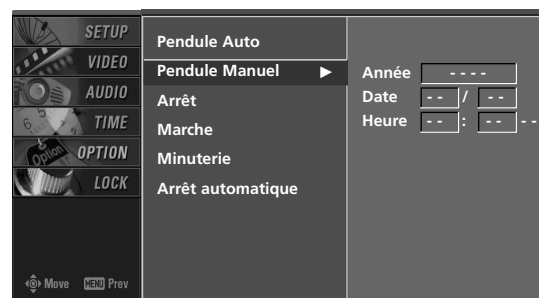 SETUP
VIDEO
AUDIO
TIME
OPTION
LOCK
Move MENU Prev
Pendule Auto
Pendule Manuel ►
Arrêt
Marche
Minuterie
Arrêt automatique
Année - - - -
Date - - / - -
Heure - - : - - - -